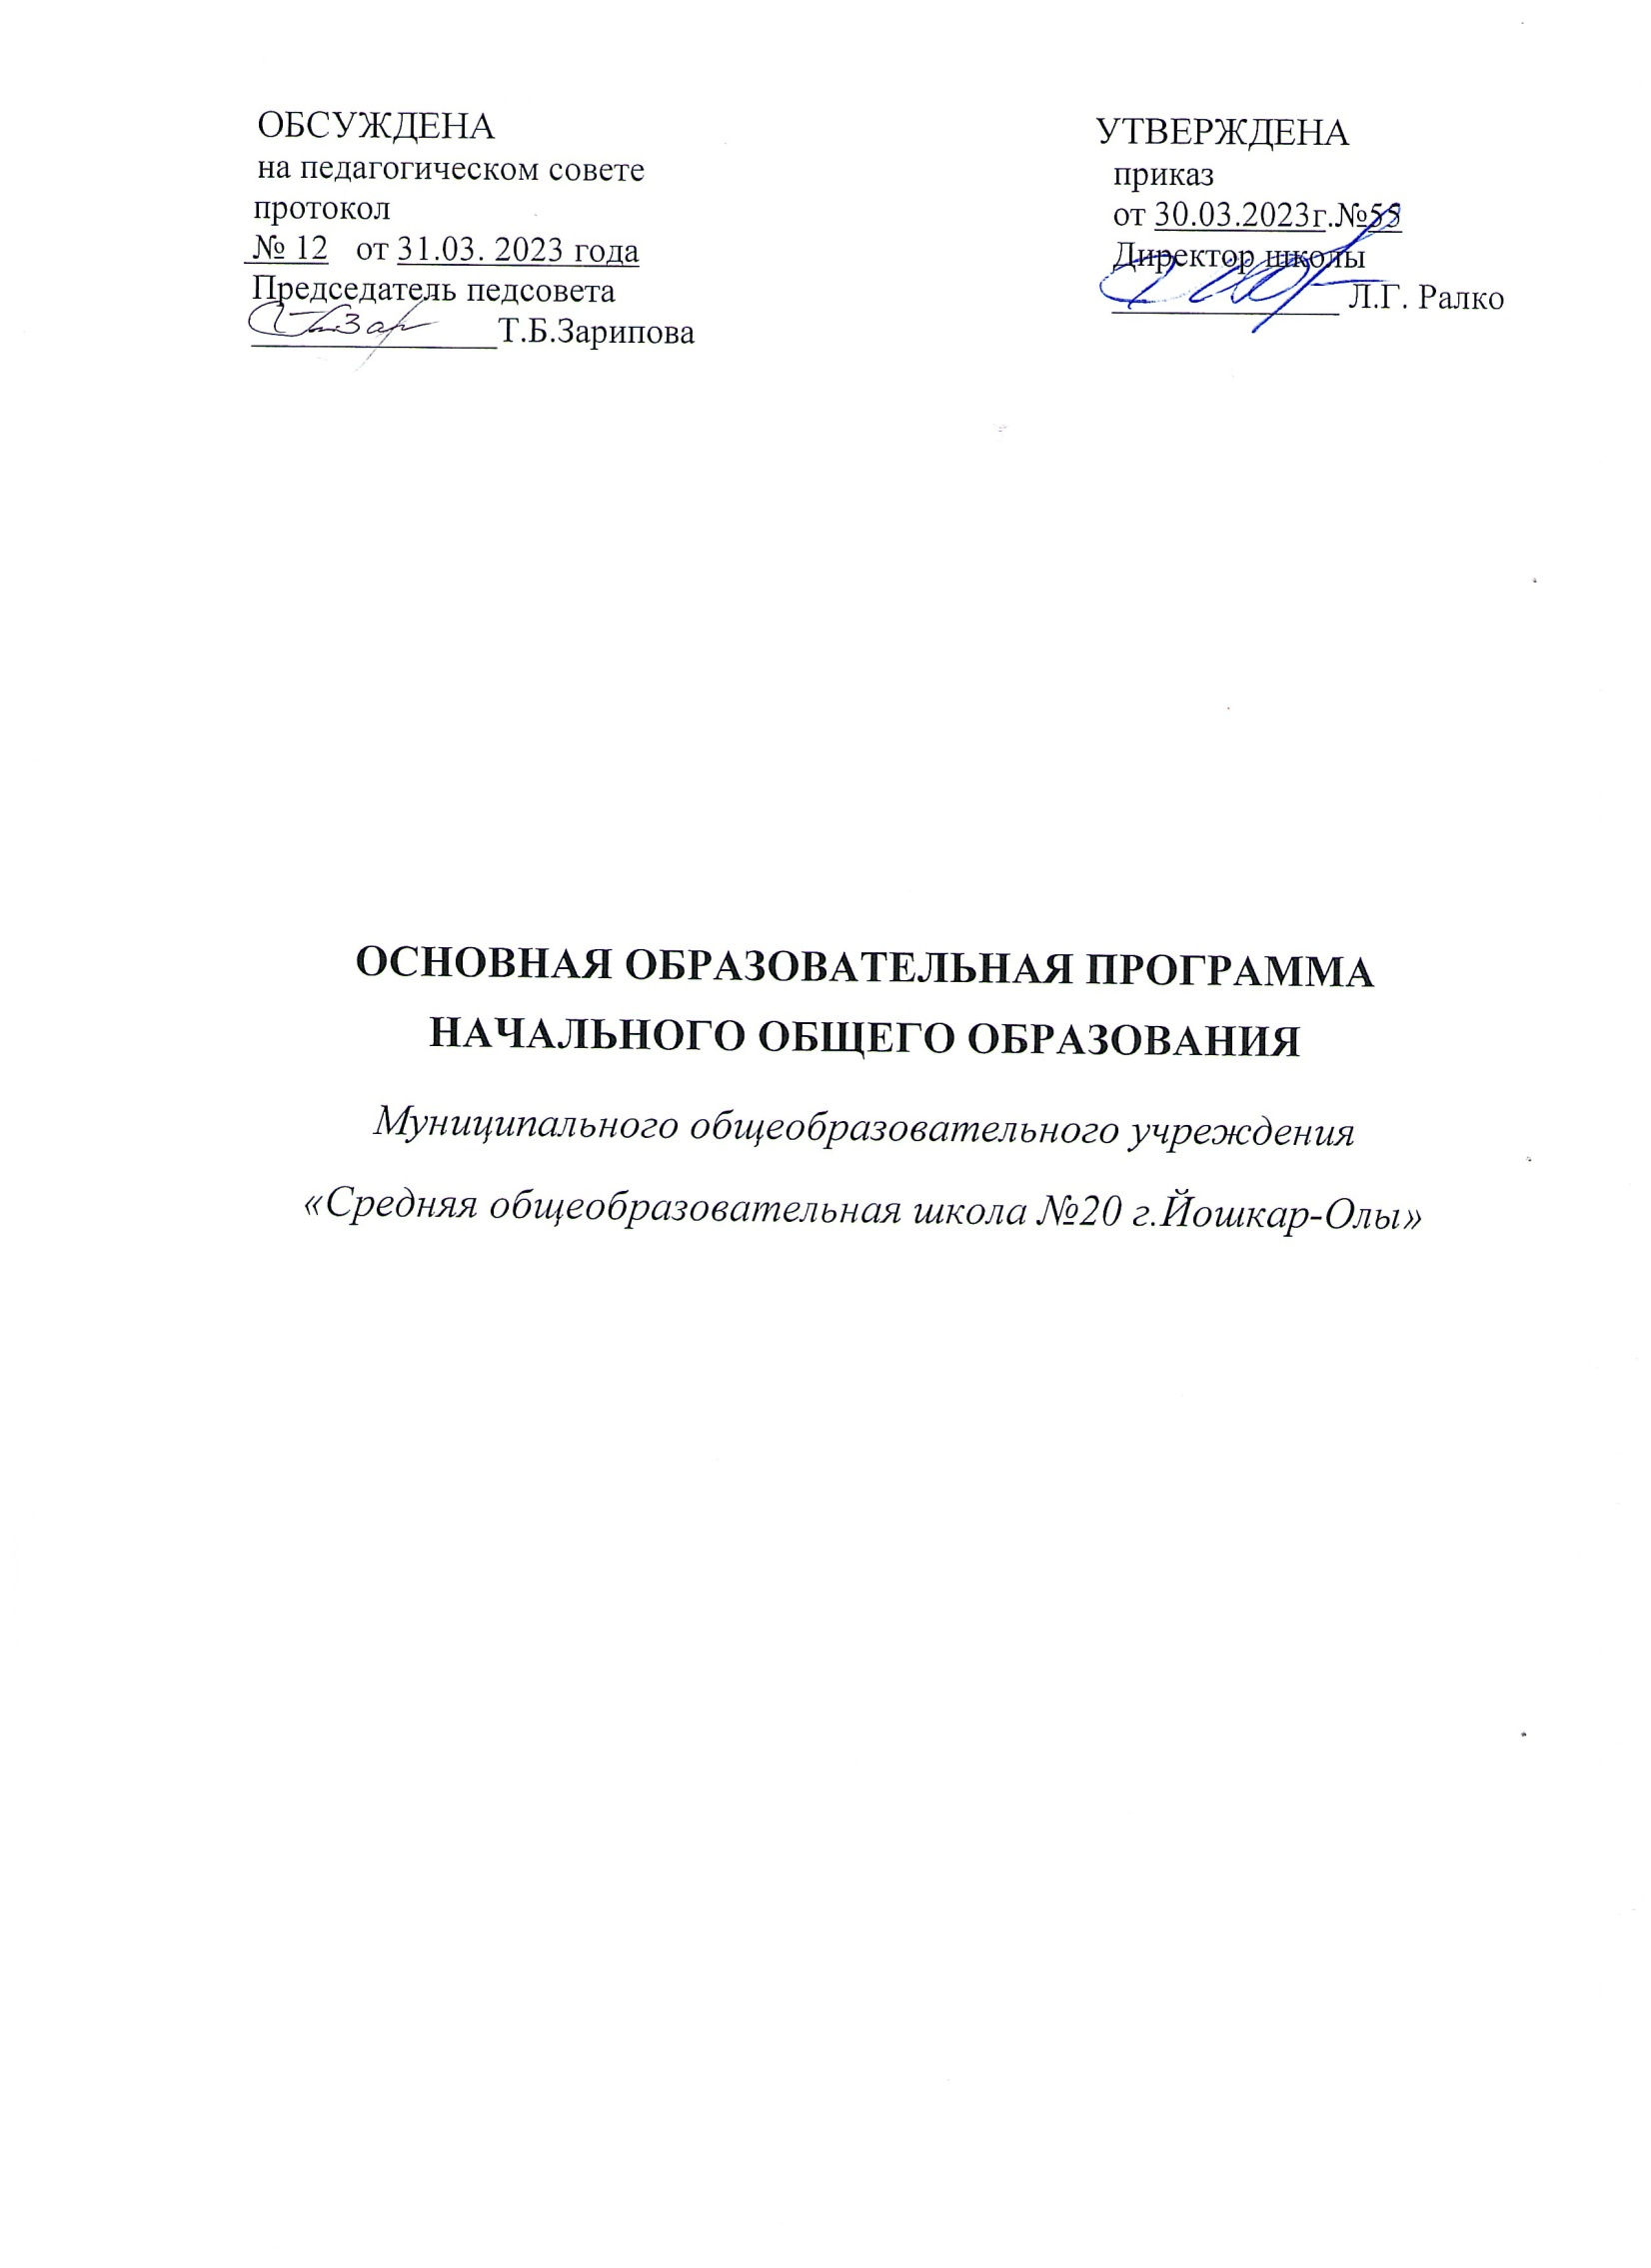 ОБСУЖДЕНА
на педагогическом совете
протокол
№ 12 от 31.03. 2023 года
Председатель педсовета
Т.Б.Зарипова
УТВЕРЖДЕНА
приказ
от 30.03.2023г.№55
Директор школы
Л.Г. Ралко
ОСНОВНАЯ ОБРАЗОВАТЕЛЬНАЯ ПРОГРАММА
НАЧАЛЬНОГО ОБЩЕГО ОБРАЗОВАНИЯ
Муниципального общеобразовательного учреждения
«Средняя общеобразовательная школа №20 г.Йошкар-Олы»